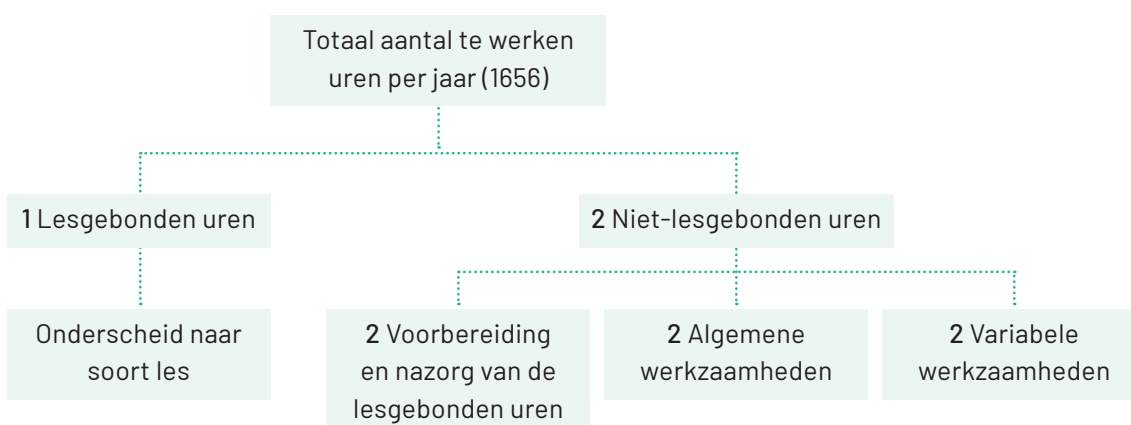 Totaal aantal te werken
uren per jaar (1656)
1 Lesgebonden uren
2 Niet-lesgebonden uren
Onderscheid naar
soort les
2 Voorbereiding
en nazorg van de
lesgebonden uren
2 Algemene
werkzaamheden
2 Variabele
werkzaamheden